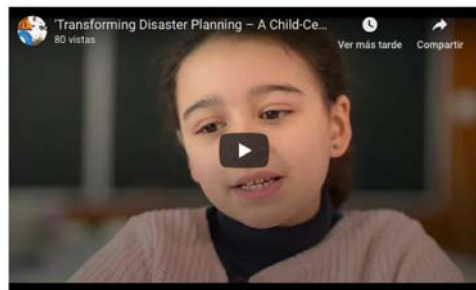 'Transforming Disaster Planning – A Child-Ce...
80 vistas
Ver más tarde
Compartir